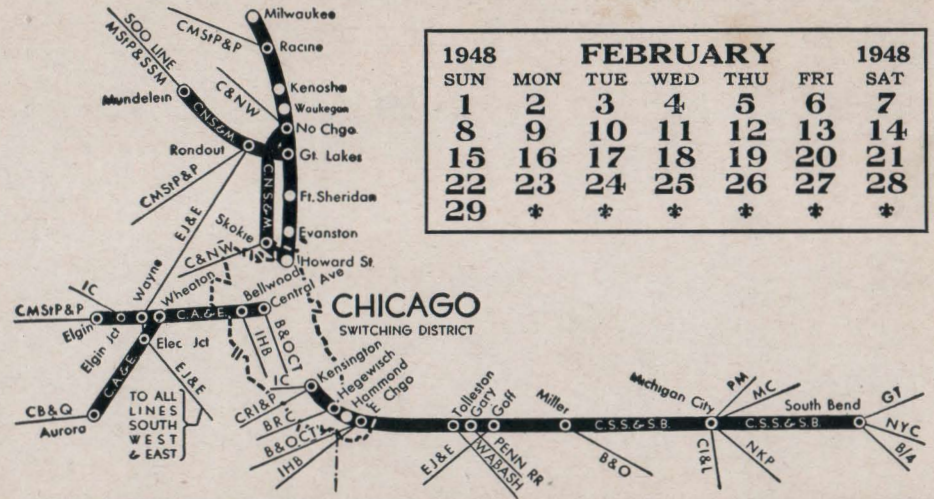 Milwaukee
SOO LINE
MStP&SSM
CMStP&P
Racine
Kenosha
Waukegan
C&NW
Mundelein
C.N.S.&M.
No Chgo.
Rondout
Gt. Lakes
CMStP&P
C.N.S.&M.
Ft. Sheridan
EJ&E
Skokie
Evanston
C&NW
Howard St.
1948 FEBRUARY 1948
SUN MON TUE WED THU FRI SAT
1 2 3 4 5 6 7
8 9 10 11 12 13 14
15 16 17 18 19 20 21
22 23 24 25 26 27 28
29 * * * * * *
IC
Wayne
Wheaton
Bellwood
Central Ave
CHICAGO
SWITCHING DISTRICT
CMStP&P
C.A.&E.
Elgin
Elgin Jct
Elec Jct
IHB
B&OCT
C.A.&E.
EJ&E
CB&Q
Aurora
TO ALL
LINES
SOUTH
WEST
& EAST
IC
Kensington
CRI&P
Hegewisch
BRC
Hammond
B&OCT
E Chgo
IHB
Tolleston
Gary
Goff
Miller
Michigan City
PM
MC
South Bend
GT
C.S.S.&S.B.
C.S.S.&S.B.
NYC
EJ&E
WABASH
PENN RR
B&O
CI&L
NKP
B/4